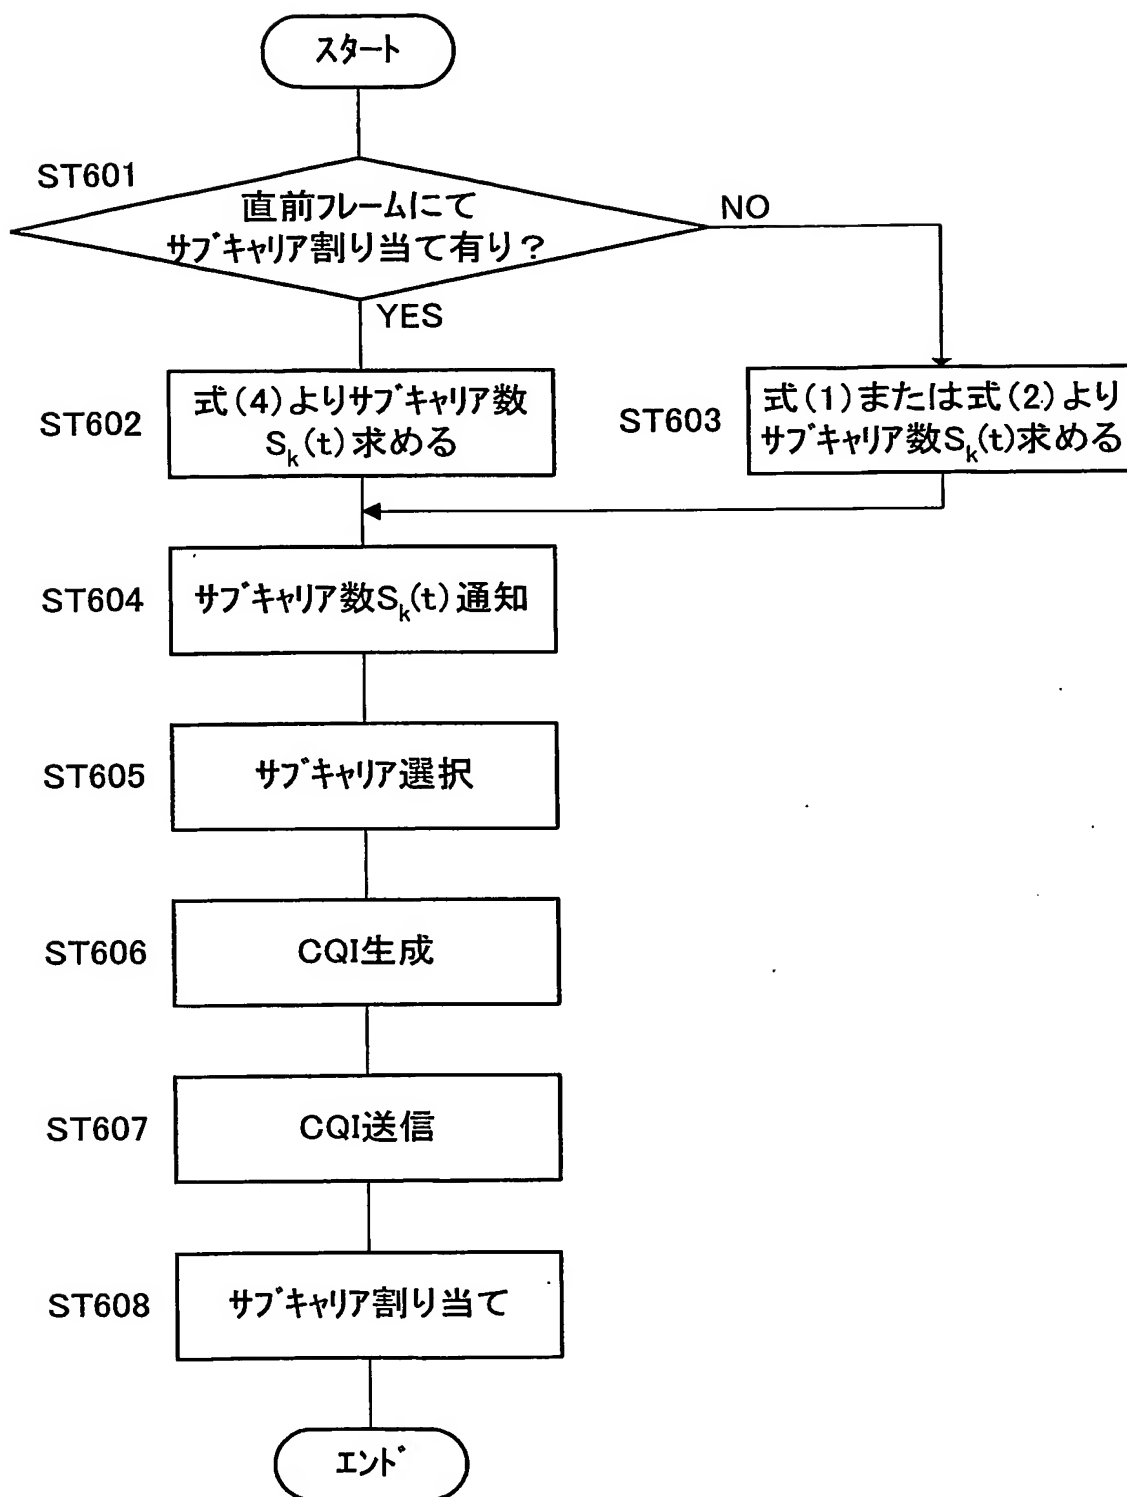 スタート
ST601
直前フレームにて
サブキャリア割り当て有り？
NO
YES
ST602
式(4)よりサブキャリア数
Sk(t)求める
ST603
式(1)または式(2)より
サブキャリア数Sk(t)求める
ST604
サブキャリア数Sk(t)通知
ST605
サブキャリア選択
ST606
CQI生成
ST607
CQI送信
ST608
サブキャリア割り当て
エンド